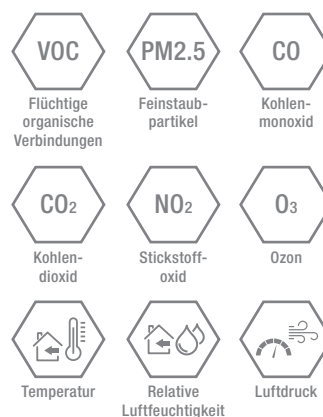 VOC
PM2.5
CO
Flüchtige
organische
Verbindungen
Feinstaub-
partikel
Kohlen-
monoxid
CO₂
NO₂
O₃
Kohlen-
dioxid
Stickstoff-
oxid
Ozon
Temperatur
Relative
Luftfeuchtigkeit
Luftdruck